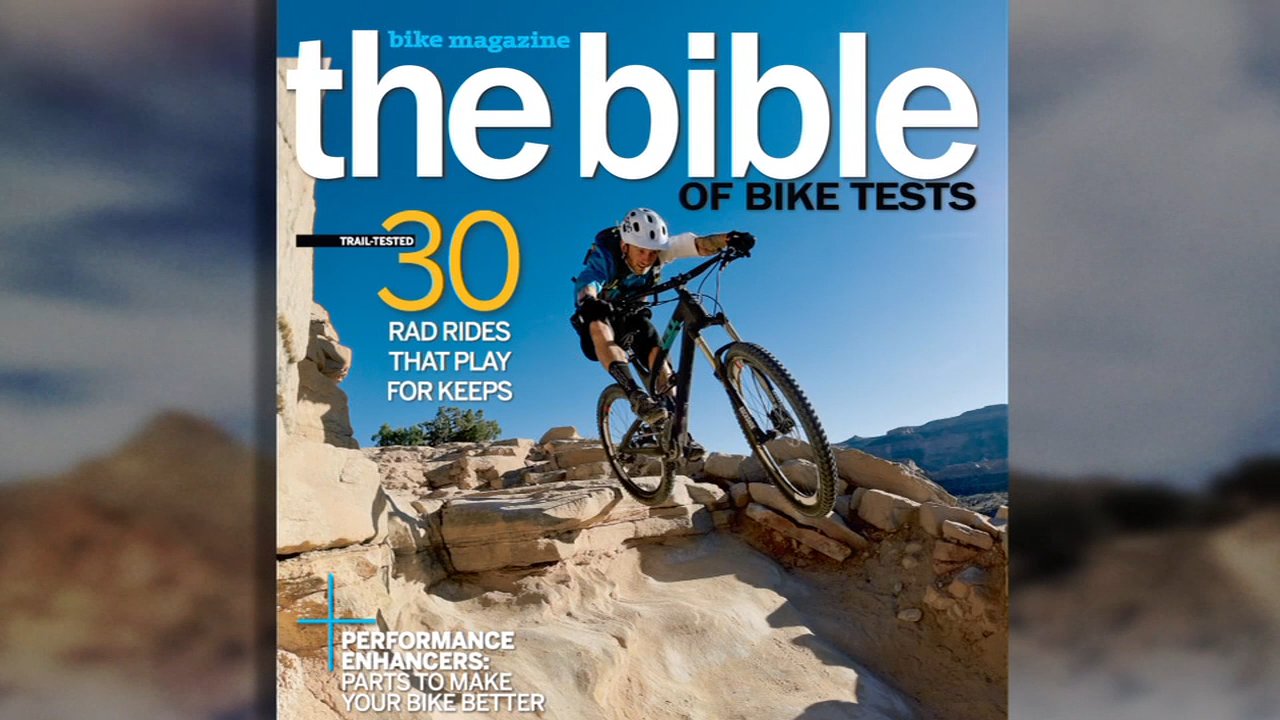 bike magazine
the bible
OF BIKE TESTS
TRAIL-TESTED
30
RAD RIDES
THAT PLAY
FOR KEEPS
PERFORMANCE
ENHANCERS:
PARTS TO MAKE
YOUR BIKE BETTER